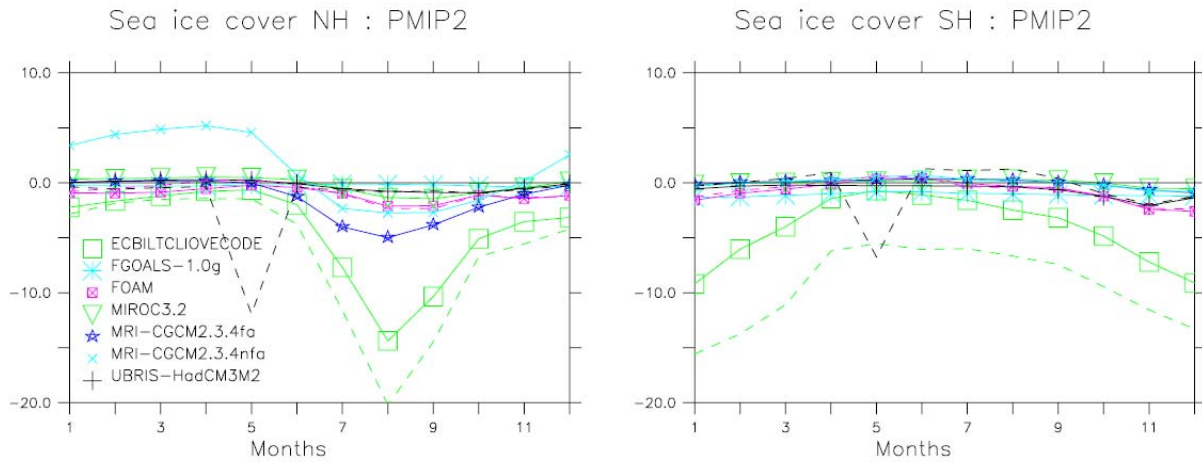 Sea ice cover NH : PMIP2
10.0
0.0
-10.0
-20.0
ECBILTCLIOVECODE
FGOALS-1.0g
FOAM
MIROC3.2
MRI-CGCM2.3.4fa
MRI-CGCM2.3.4nfa
UBRIS-HadCM3M2
1 3 5 7 9 11
Months
Sea ice cover SH : PMIP2
10.0
0.0
-10.0
-20.0
1 3 5 7 9 11
Months